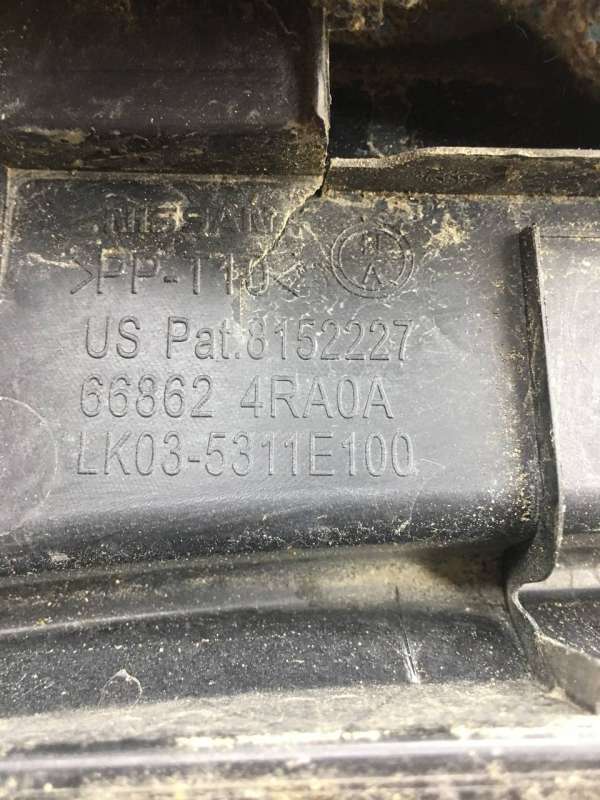 NISSAN
>PP-T10<
US Pat.8152227
66862 4RA0A
LK03-5311E100